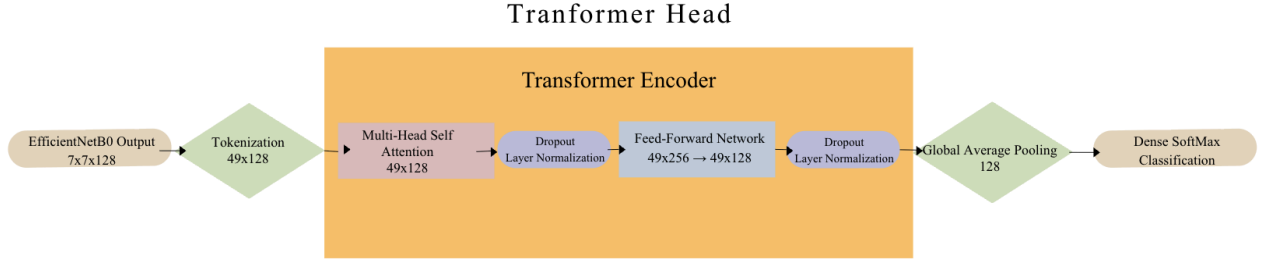 Tranformer Head
Transformer Encoder
EfficientNetB0 Output
7x7x128
Tokenization
49x128
Multi-Head Self
Attention
49x128
Dropout
Layer Normalization
Feed-Forward Network
49x256 → 49x128
Dropout
Layer Normalization
Global Average Pooling
128
Dense SoftMax
Classification